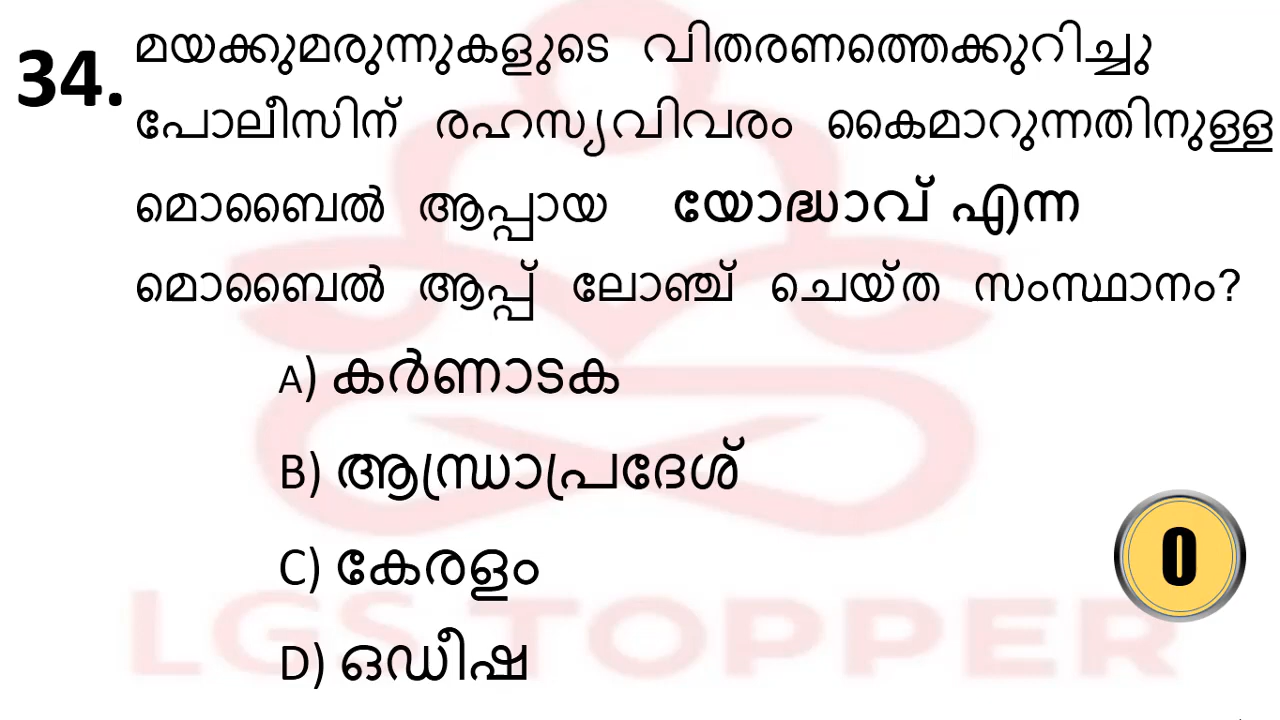 34. മയക്കുമരുന്നുകളുടെ വിതരണത്തെക്കുറിച്ചു
പോലീസിന് രഹസ്യവിവരം കൈമാറുന്നതിനുള്ള
മൊബൈൽ ആപ്പായ യോദ്ധാവ് എന്ന
മൊബൈൽ ആപ്പ് ലോഞ്ച് ചെയ്ത സംസ്ഥാനം?
A) കർണാടക
B) ആന്ധ്രാപ്രദേശ്
C) കേരളം
0
D) ഒഡീഷ
LGS TOPPER